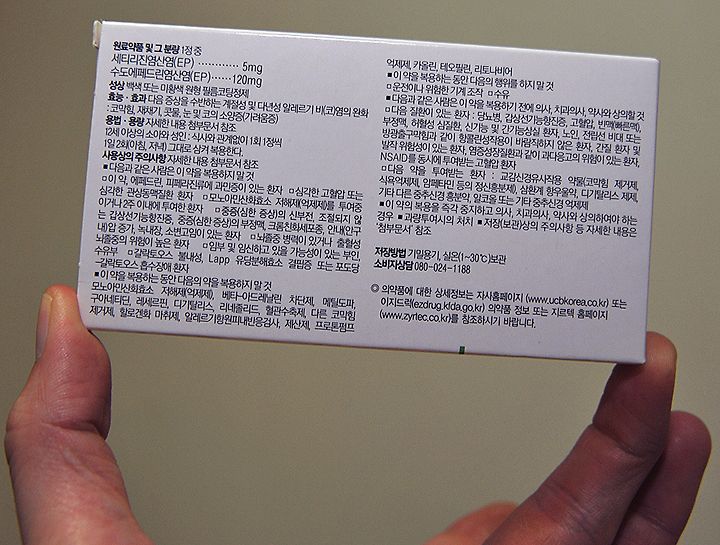 원료약품 및 그 분량 1정 중
세티리진염산염(EP) ············ 5mg
수도에페드린염산염(EP)······120mg
성상 백색 또는 미황색 원형 필름코팅정제
효능·효과 다음 증상을 수반하는 계절성 및 다년성 알레르기 비(코)염의 완화
: 코막힘, 재채기, 콧물, 눈 및 코의 소양증(가려움증)
용법·용량 자세한 내용 첨부문서 참조
12세 이상의 소아와 성인 : 식사와 관계없이 1회 1정씩
1일 2회(아침, 저녁) 그대로 삼켜 복용한다.
사용상의 주의사항 자세한 내용 첨부문서 참조
■ 다음과 같은 사람은 이 약을 복용하지 말 것
□ 이 약, 에페드린, 피페라진류에 과민증이 있는 환자 □ 심각한 고혈압 또는
심각한 관상동맥질환 환자 □ 모노아민산화효소 저해제(억제제)를 투여중
이거나 2주 이내에 투여한 환자 □ 중증(심한 증상)의 신부전, 조절되지 않
는 갑상선기능항진증, 중증(심한 증상)의 부정맥, 크롬친화세포종, 안내(안구
내)압 증가, 녹내장, 소변고임이 있는 환자 □ 뇌졸중 병력이 있거나 출혈성
뇌졸중의 위험이 높은 환자 □ 임부 및 임신하고 있을 가능성이 있는 부인,
수유부 □ 갈락토오스 불내성, Lapp 유당분해효소 결핍증 또는 포도당
-갈락토오스 흡수장애 환자
■ 이 약을 복용하는 동안 다음의 약을 복용하지 말 것
모노아민산화효소 저해제(억제제), 베타-아드레날린 차단제, 메틸도파,
구아네티딘, 레세르핀, 디기탈리스, 리네졸리드, 혈관수축제, 다른 코막힘
제거제, 할로겐화 마취제, 알레르기항원피내반응검사, 제산제, 프로톤펌프
억제제, 카올린, 테오필린, 리토나비어
■ 이 약을 복용하는 동안 다음의 행위를 하지 말 것
□ 운전이나 위험한 기계 조작 □ 수유
■ 다음과 같은 사람은 이 약을 복용하기 전에 의사, 치과의사, 약사와 상의할 것
□ 다음 질환이 있는 환자 : 당뇨병, 갑상선기능항진증, 고혈압, 빈맥(빠른맥),
부정맥, 허혈성 심질환, 신기능 및 간기능상실 환자, 노인, 전립선 비대 또는
방광출구막힘과 같이 항콜린성작용이 바람직하지 않은 환자, 간질 환자 및
발작 위험성이 있는 환자, 염증성장질환과 같이 과다응고의 위험이 있는 환자,
NSAID를 동시에 투여받는 고혈압 환자
□ 다음 약을 투여받는 환자 : 교감신경유사작용 약물(코막힘 제거제,
식욕억제제, 암페타민 등의 정신흥분제), 삼환계 항우울약, 디기탈리스 제제,
기타 다른 중추신경 흥분약, 알코올 또는 기타 중추신경 억제제
■ 이 약의 복용을 즉각 중지하고 의사, 치과의사, 약사와 상의하여야 하는
경우 ■ 과량투여시의 처치 ■ 저장(보관)상의 주의사항 등 자세한 내용은
첨부문서 참조
저장방법 기밀용기, 실온(1~30℃)보관
소비자상담 080-024-1188
◎ 의약품에 대한 상세정보는 자사홈페이지 (www.ucbkorea.co.kr) 또는
이지드럭(ezdrug.kfda.go.kr) 의약품 정보 또는 지르텍 홈페이지
(www.zyrtec.co.kr)를 참조하시기 바랍니다.